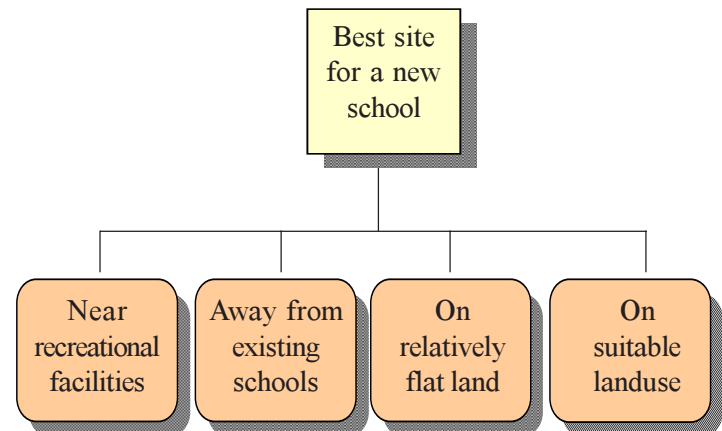 Best site
for a new
school
Near
recreational
facilities
Away from
existing
schools
On
relatively
flat land
On
suitable
landuse